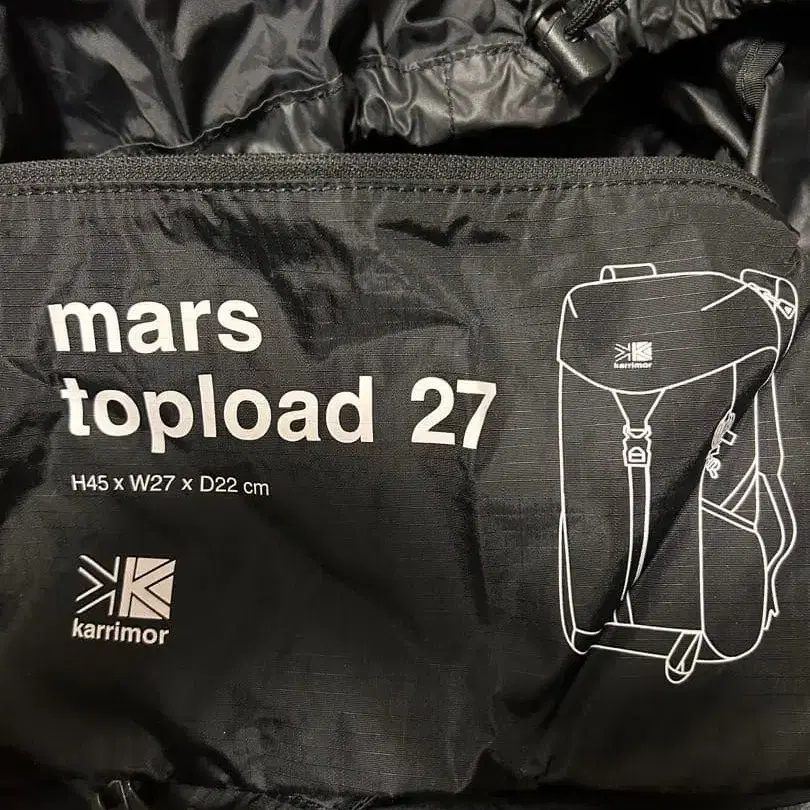 mars
topload 27
H45 x W27 x D22 cm
karrimor
karrimor